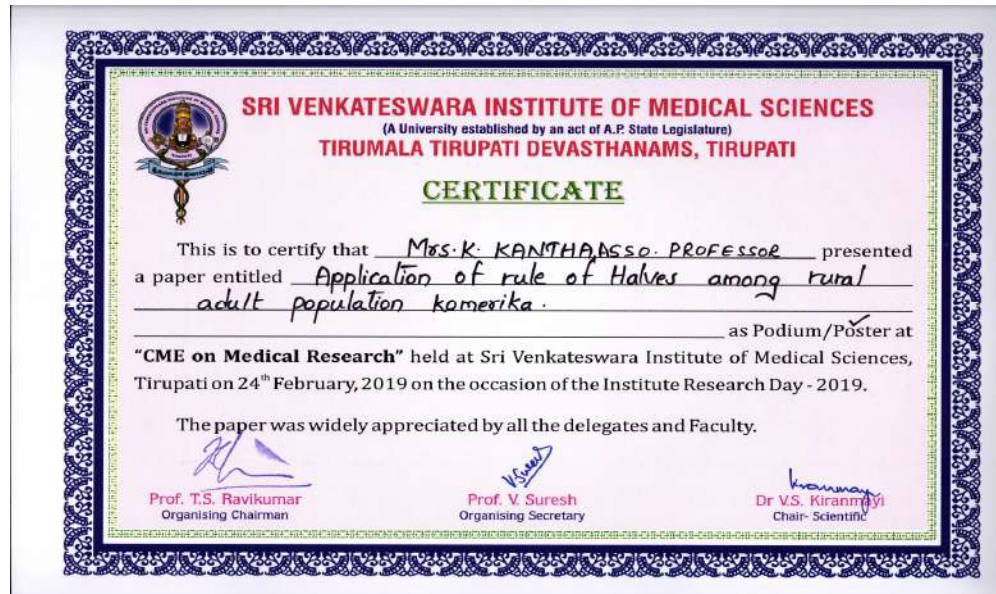 SRI VENKATESWARA INSTITUTE OF MEDICAL SCIENCES
(A University established by an act of A.P. State Legislature)
TIRUMALA TIRUPATI DEVASTHANAMS, TIRUPATI
CERTIFICATE
This is to certify that Mrs. K. KANTHA, ASSO. PROFESSOR presented
a paper entitled Application of rule of Halves among rural
adult population komerika.
as Podium/Poster at
"CME on Medical Research" held at Sri Venkateswara Institute of Medical Sciences,
Tirupati on 24th February, 2019 on the occasion of the Institute Research Day - 2019.
The paper was widely appreciated by all the delegates and Faculty.
VSuresh
Kiranmayi
Prof. T.S. Ravikumar Prof. V. Suresh Dr V.S. Kiranmayi
Organising Chairman Organising Secretary Chair- Scientific